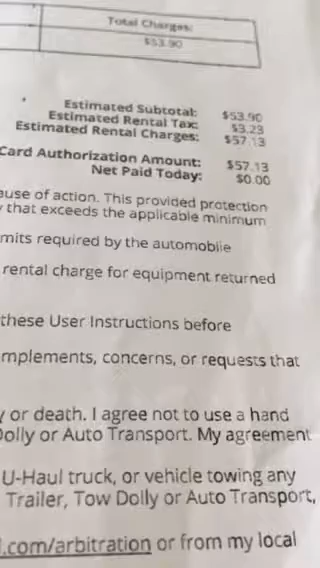 Total Charges:
$53.90
Estimated Subtotal: $53.90
Estimated Rental Tax: $3.23
Estimated Rental Charges: $57.13
Card Authorization Amount: $57.13
Net Paid Today: $0.00
ause of action. This provided protection
that exceeds the applicable minimum
mits required by the automobile
rental charge for equipment returned
these User Instructions before
mplements, concerns, or requests that
or death. I agree not to use a hand
Dolly or Auto Transport. My agreement
U-Haul truck, or vehicle towing any
Trailer, Tow Dolly or Auto Transport,
.com/arbitration or from my local